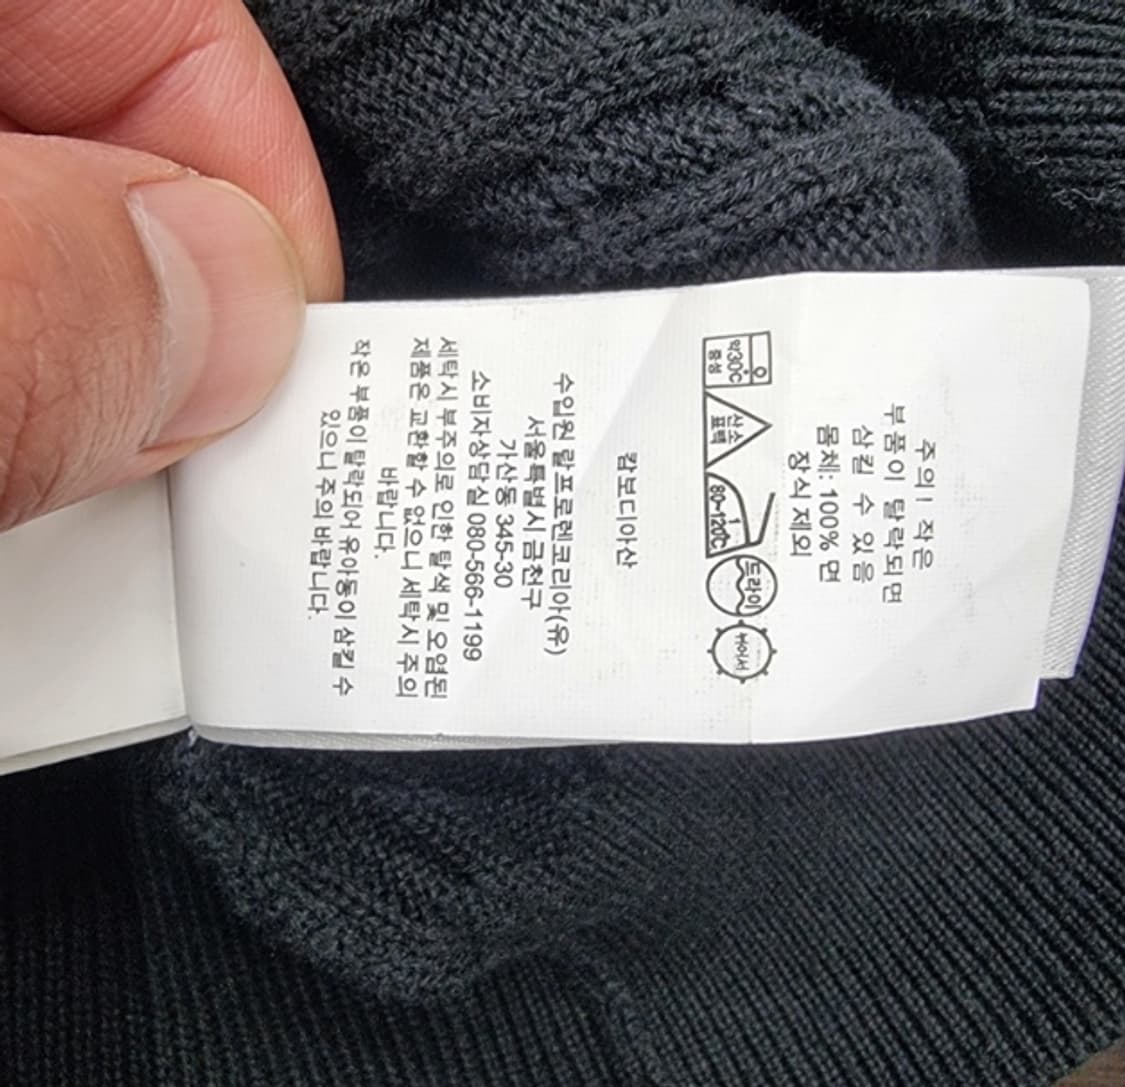 주의! 작은
부품이 탈락되면
삼킬 수 있음
몸체: 100% 면
장식 제외
약30℃
중성
산소
표백
80~120℃
드라이
뉘어서
캄보디아산
수입원 랄프로렌코리아(유)
서울특별시 금천구
가산동 345-30
소비자상담실 080-566-1199
세탁시 부주의로 인한 탈색 및 오염된
제품은 교환할 수 없으니 세탁시 주의
바랍니다.
작은 부품이 탈락되어 유아동이 삼킬 수
있으니 주의 바랍니다.